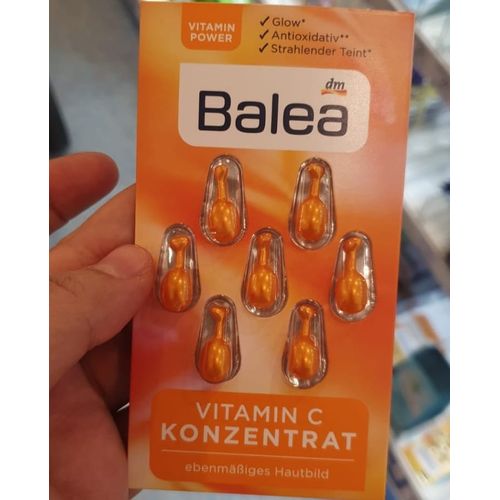 VITAMIN
POWER
✓ Glow*
✓ Antioxidativ**
✓ Strahlender Teint*
dm
Balea
VITAMIN C
KONZENTRAT
ebenmäßiges Hautbild